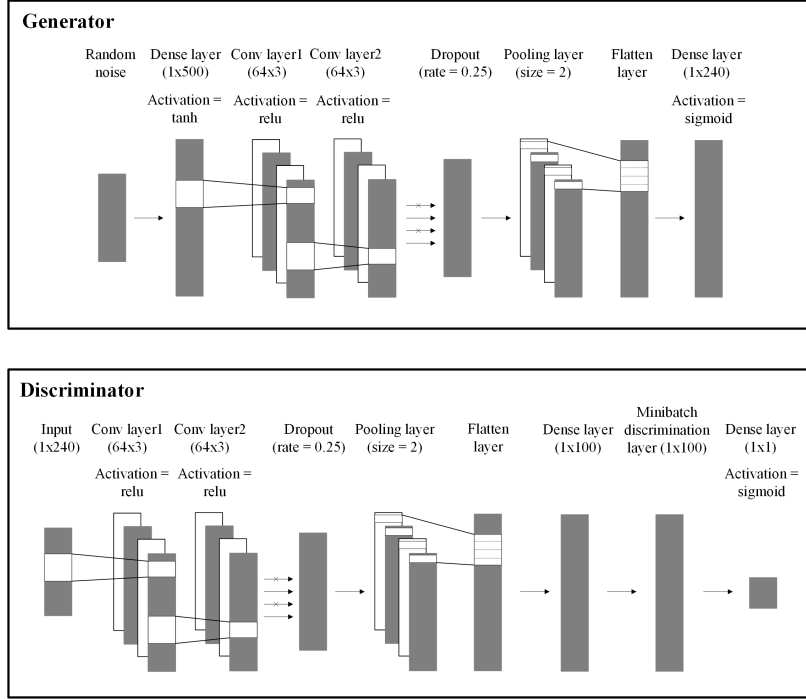 Generator
Random
noise
Dense layer
(1x500)
Activation =
tanh
Conv layer1
(64x3)
Activation =
relu
Conv layer2
(64x3)
Activation =
relu
Dropout
(rate = 0.25)
Pooling layer
(size = 2)
Flatten
layer
Dense layer
(1x240)
Activation =
sigmoid
Discriminator
Input
(1x240)
Conv layer1
(64x3)
Activation =
relu
Conv layer2
(64x3)
Activation =
relu
Dropout
(rate = 0.25)
Pooling layer
(size = 2)
Flatten
layer
Dense layer
(1x100)
Minibatch
discrimination
layer (1x100)
Dense layer
(1x1)
Activation =
sigmoid